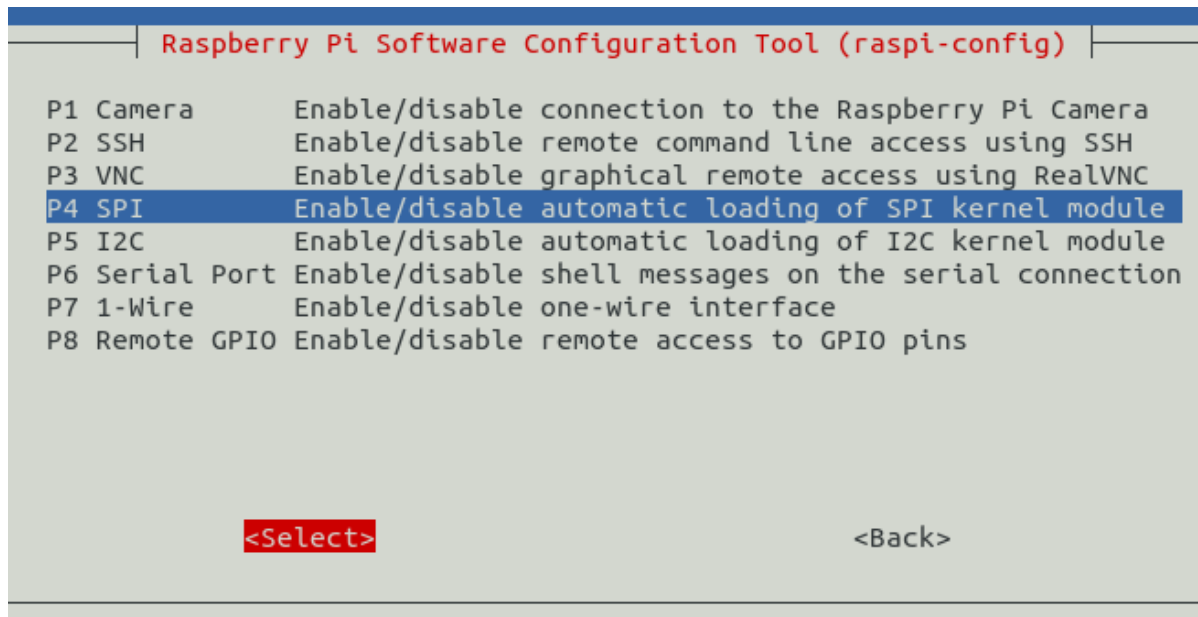 Raspberry Pi Software Configuration Tool (raspi-config)
P1 Camera Enable/disable connection to the Raspberry Pi Camera
P2 SSH Enable/disable remote command line access using SSH
P3 VNC Enable/disable graphical remote access using RealVNC
P4 SPI Enable/disable automatic loading of SPI kernel module
P5 I2C Enable/disable automatic loading of I2C kernel module
P6 Serial Port Enable/disable shell messages on the serial connection
P7 1-Wire Enable/disable one-wire interface
P8 Remote GPIO Enable/disable remote access to GPIO pins
<Select> <Back>